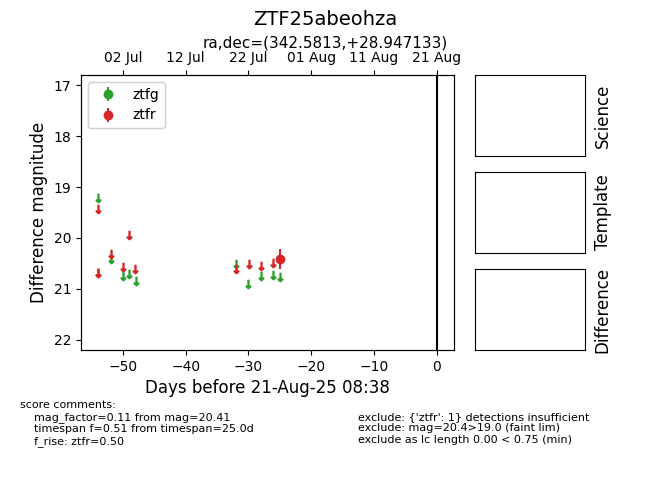 ZTF25abeohza
ra,dec=(342.5813,+28.947133)
02 Jul 12 Jul 22 Jul 01 Aug 11 Aug 21 Aug
ztfg
ztfr
17
18
19
20
21
22
Difference magnitude
−50 −40 −30 −20 −10 0
Days before 21-Aug-25 08:38
Science
Template
Difference
score comments:
mag_factor=0.11 from mag=20.41
timespan f=0.51 from timespan=25.0d
f_rise: ztfr=0.50
exclude: {'ztfr': 1} detections insufficient
exclude: mag=20.4>19.0 (faint lim)
exclude as lc length 0.00 < 0.75 (min)